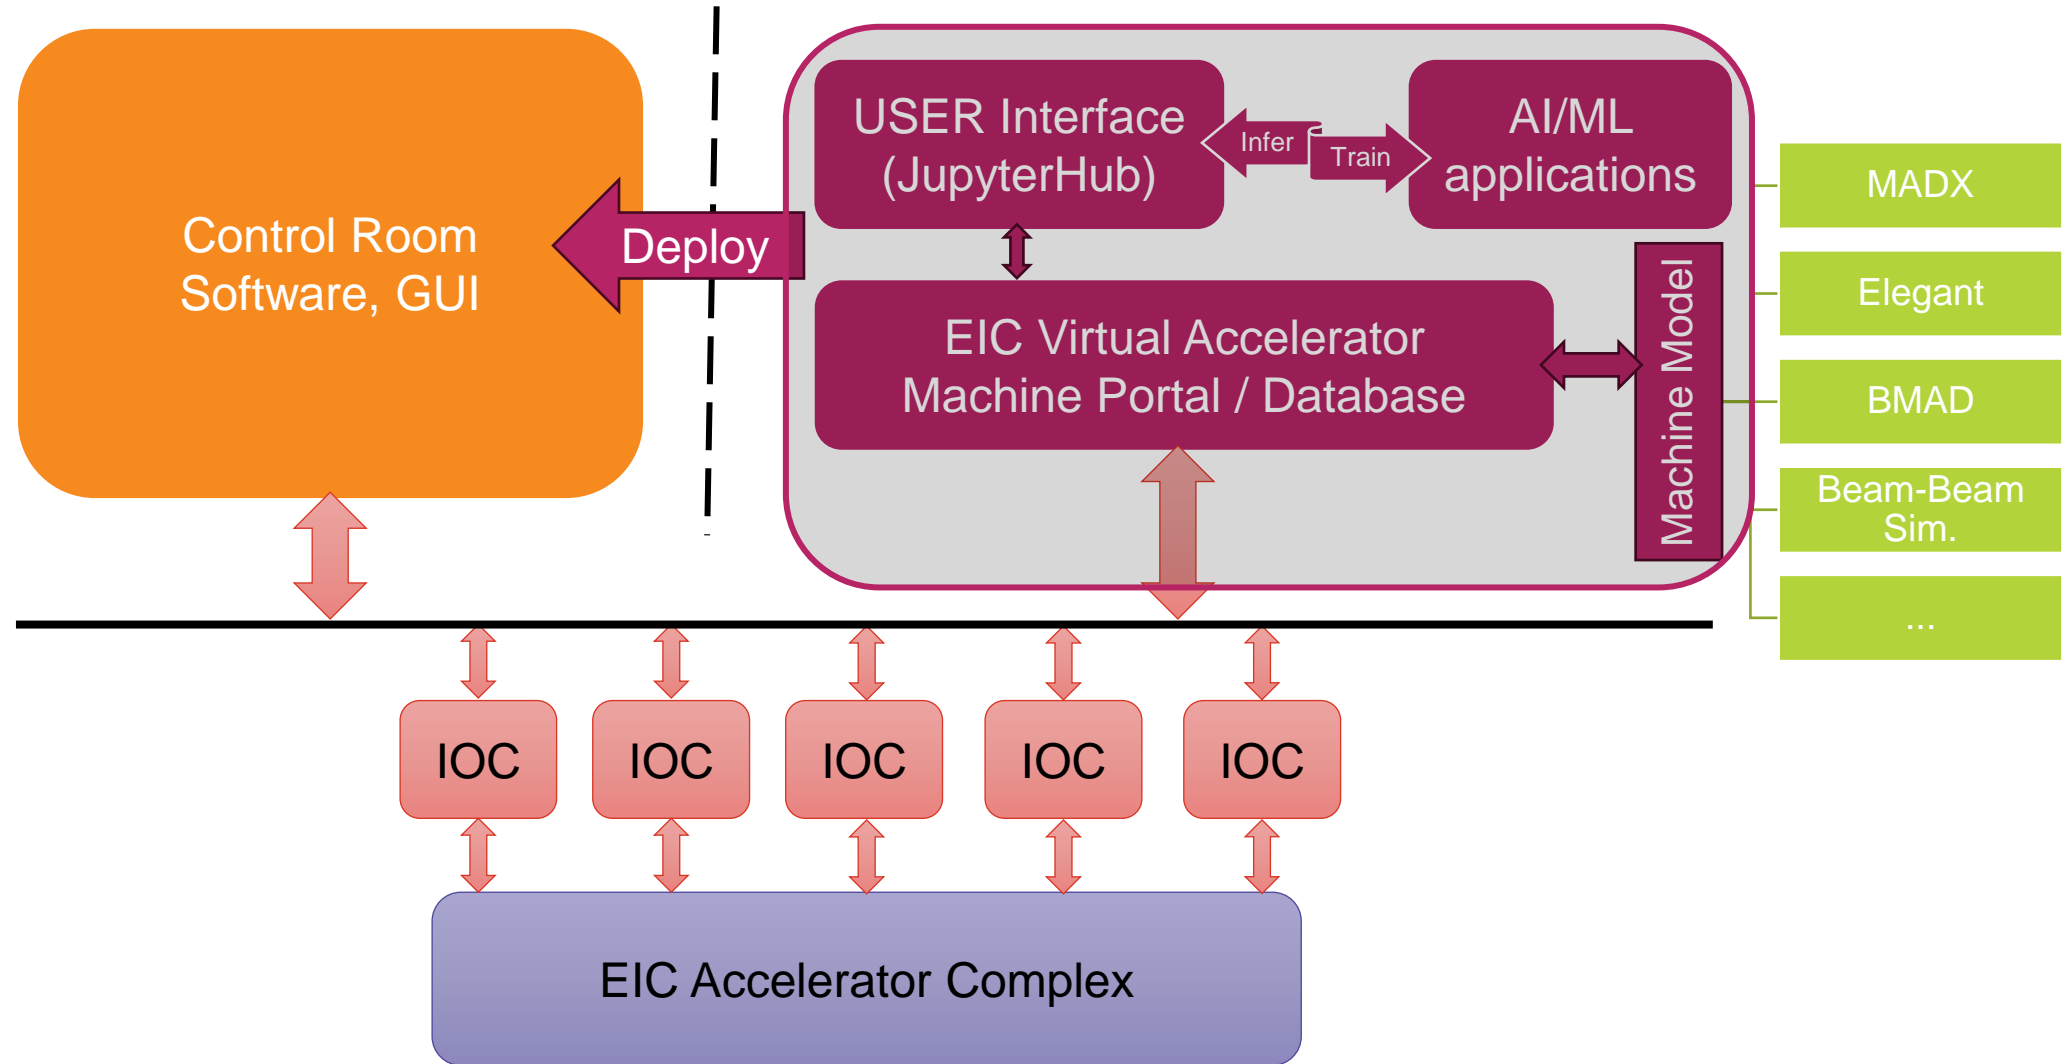 Control Room
Software, GUI
Deploy
USER Interface
(JupyterHub)
Infer
Train
AI/ML
applications
EIC Virtual Accelerator
Machine Portal / Database
Machine Model
MADX
Elegant
BMAD
Beam-Beam
Sim.
...
IOC
IOC
IOC
IOC
IOC
EIC Accelerator Complex